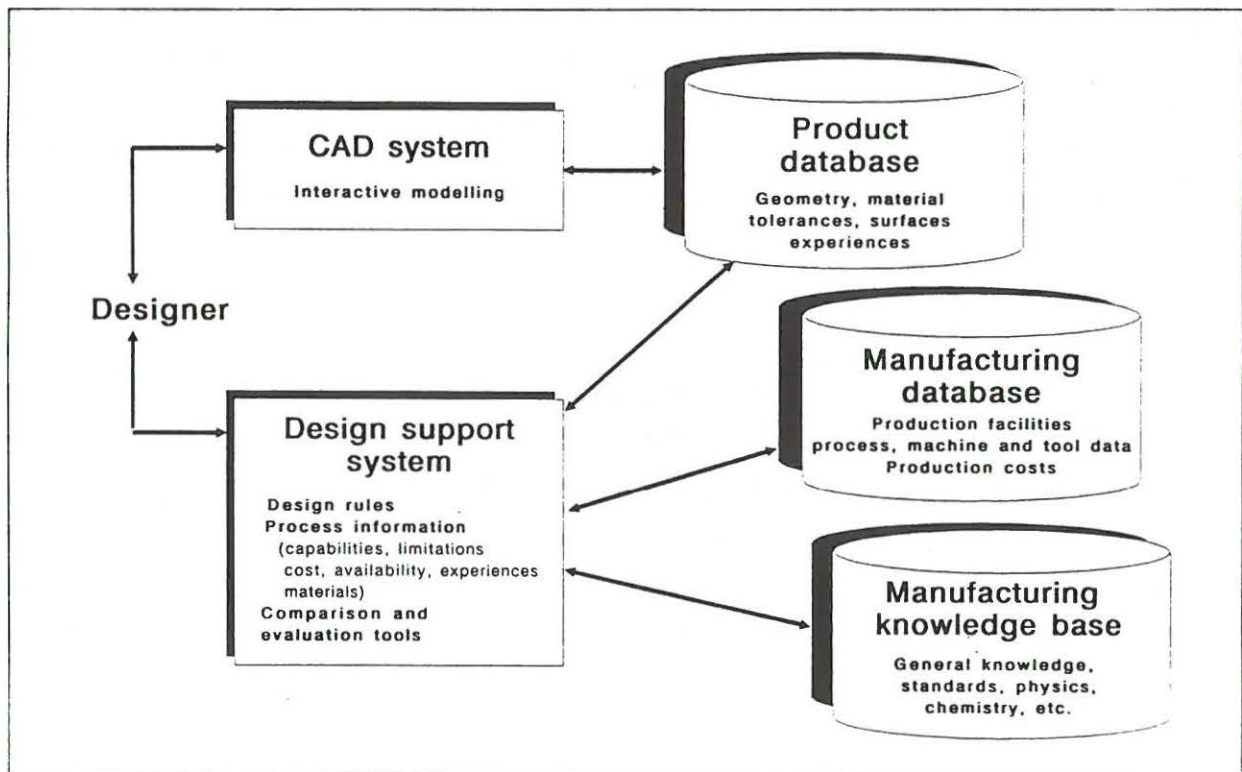 CAD system
Interactive modelling
Product
database
Geometry, material
tolerances, surfaces
experiences
Designer
Manufacturing
database
Production facilities
process, machine and tool data
Production costs
Design support
system
Design rules
Process information
(capabilities, limitations
cost, availability, experiences
materials)
Comparison and
evaluation tools
Manufacturing
knowledge base
General knowledge,
standards, physics,
chemistry, etc.